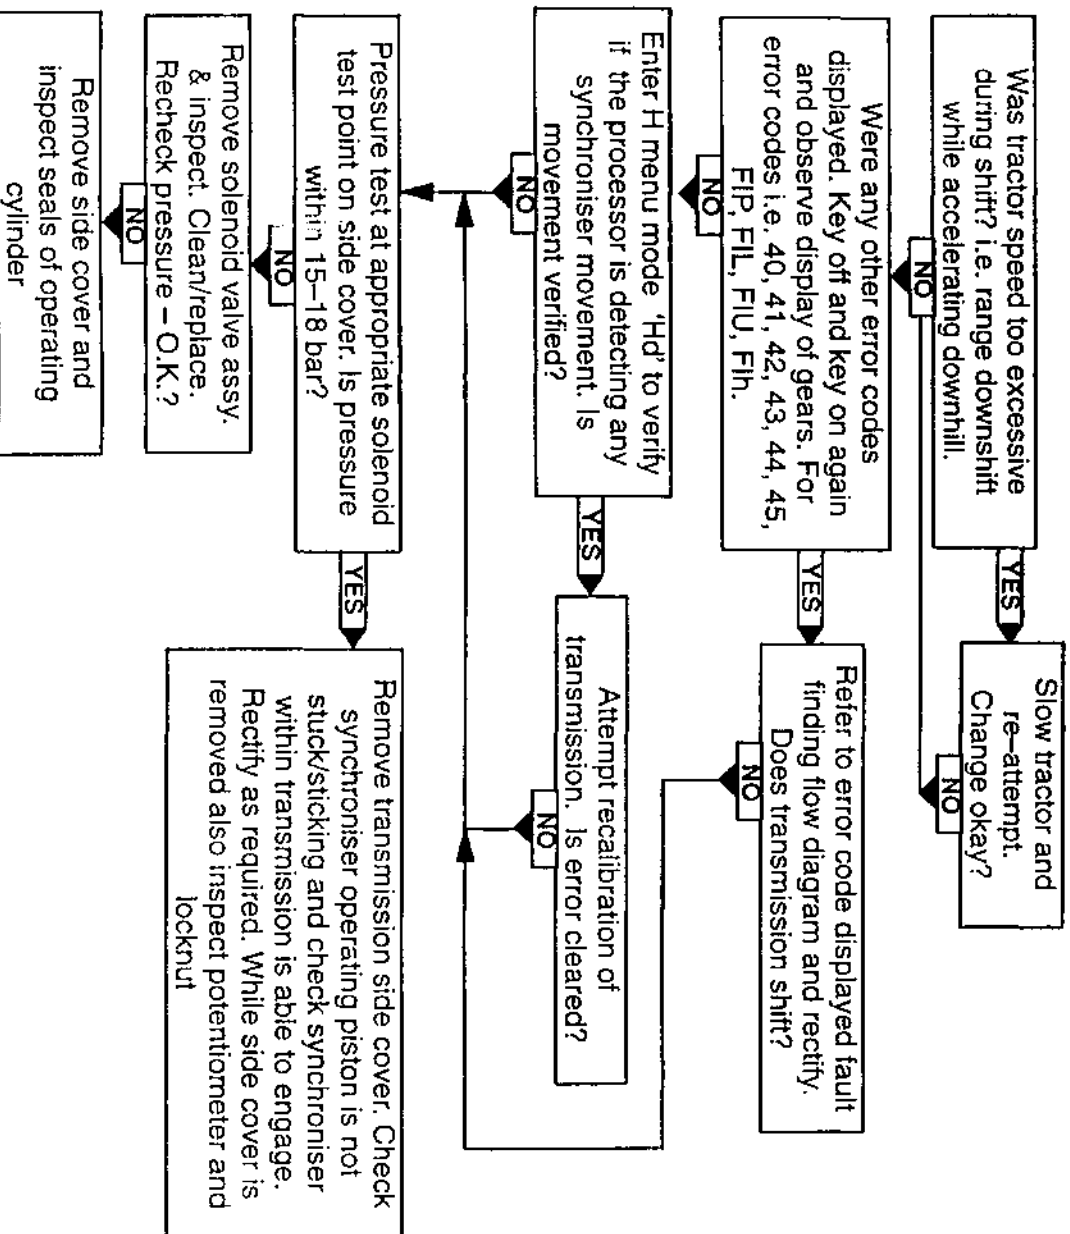 Was tractor speed too excessive
during shift? i.e. range downshift
while accelerating downhill.
YES
Slow tractor and
re–attempt.
Change okay?
NO
NO
Were any other error codes
displayed. Key off and key on again
and observe display of gears. For
error codes i.e. 40, 41, 42, 43, 44, 45,
FIP, FIL, FIU, FIh.
YES
Refer to error code displayed fault
finding flow diagram and rectify.
Does transmission shift?
NO
NO
Enter H menu mode 'Hd' to verify
if the processor is detecting any
synchroniser movement. Is
movement verified?
YES
Attempt recalibration of
transmission. Is error cleared?
NO
NO
Pressure test at appropriate solenoid
test point on side cover. Is pressure
within 15–18 bar?
YES
Remove transmission side cover. Check
synchroniser operating piston is not
stuck/sticking and check synchroniser
within transmission is able to engage.
Rectify as required. While side cover is
removed also inspect potentiometer and
locknut
NO
Remove solenoid valve assy.
& inspect. Clean/replace.
Recheck pressure – O.K.?
NO
Remove side cover and
inspect seals of operating
cylinder